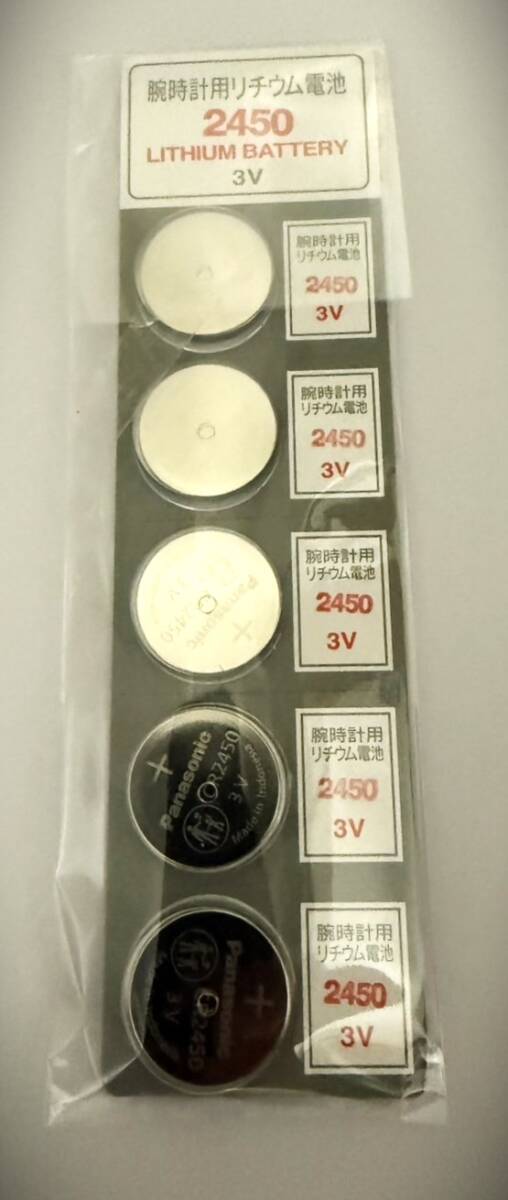 腕時計用リチウム電池
2450
LITHIUM BATTERY
3V
腕時計用
リチウム電池
2450
3V
腕時計用
リチウム電池
2450
3V
Panasonic
2450
+
腕時計用
リチウム電池
2450
3V
+
Panasonic
CR2450
3V
Made in Indonesia
腕時計用
リチウム電池
2450
3V
+
Panasonic
CR2450
3V
腕時計用
リチウム電池
2450
3V